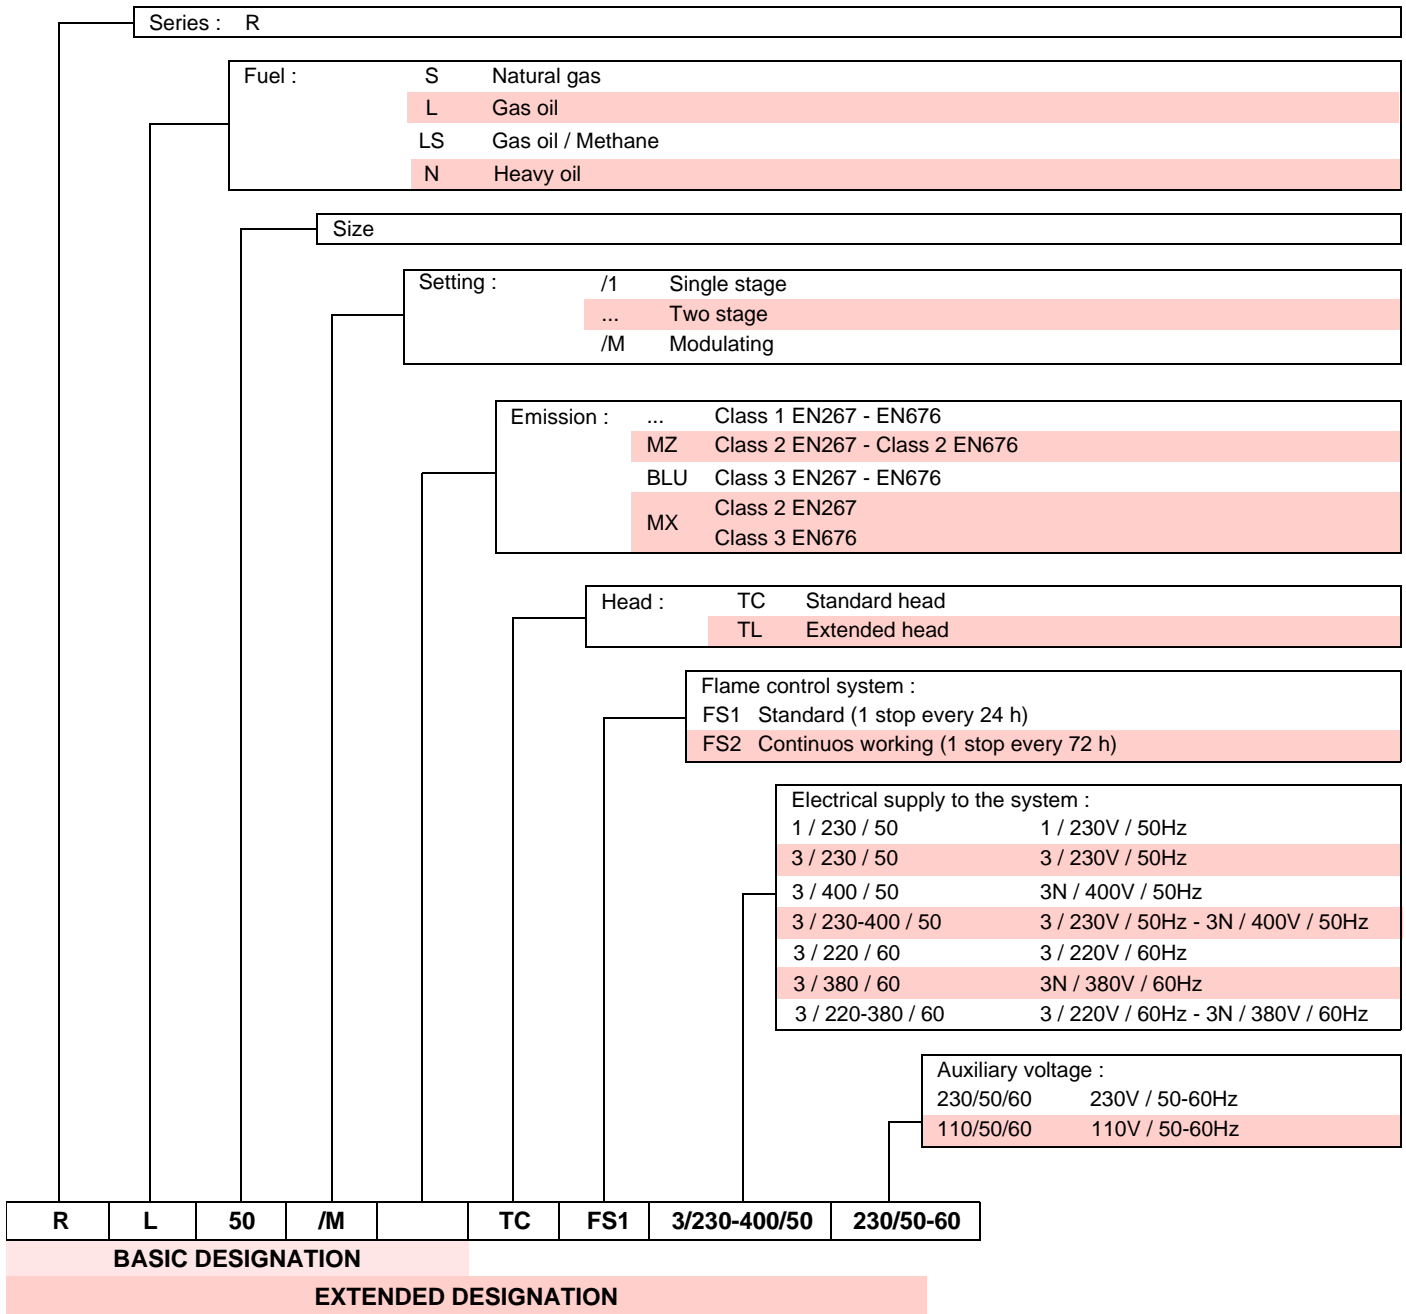 Series : R
Fuel : S Natural gas
L Gas oil
LS Gas oil / Methane
N Heavy oil
Size
Setting : /1 Single stage
... Two stage
/M Modulating
Emission : ... Class 1 EN267 - EN676
MZ Class 2 EN267 - Class 2 EN676
BLU Class 3 EN267 - EN676
MX Class 2 EN267
Class 3 EN676
Head : TC Standard head
TL Extended head
Flame control system :
FS1 Standard (1 stop every 24 h)
FS2 Continuos working (1 stop every 72 h)
Electrical supply to the system :
1 / 230 / 50 1 / 230V / 50Hz
3 / 230 / 50 3 / 230V / 50Hz
3 / 400 / 50 3N / 400V / 50Hz
3 / 230-400 / 50 3 / 230V / 50Hz - 3N / 400V / 50Hz
3 / 220 / 60 3 / 220V / 60Hz
3 / 380 / 60 3N / 380V / 60Hz
3 / 220-380 / 60 3 / 220V / 60Hz - 3N / 380V / 60Hz
Auxiliary voltage :
230/50/60 230V / 50-60Hz
110/50/60 110V / 50-60Hz
R L 50 /M TC FS1 3/230-400/50 230/50-60
BASIC DESIGNATION
EXTENDED DESIGNATION